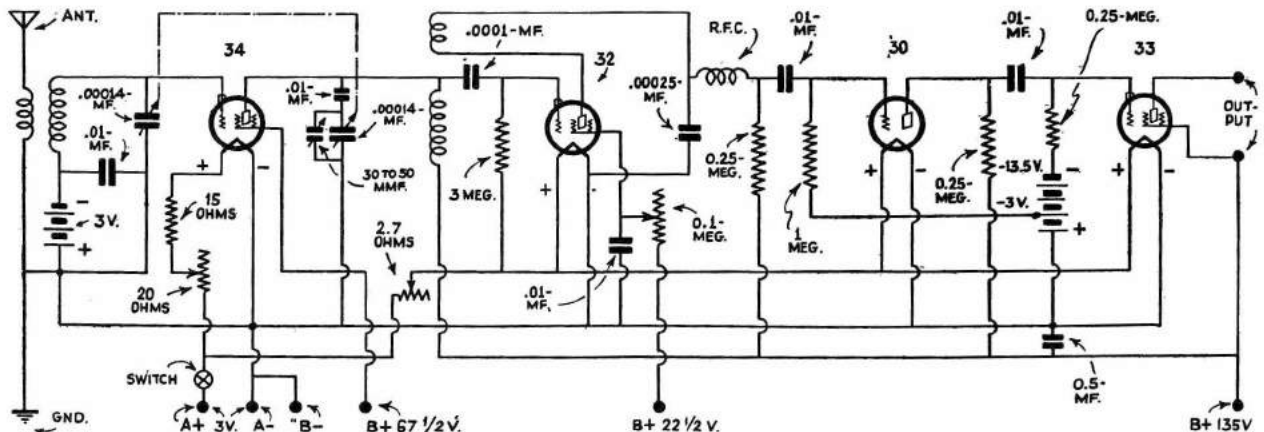 ANT.
34
.0001-MF.
32
R.F.C.
.01-
MF.
30
.01-
MF.
0.25-MEG.
33
.00014-
MF.
.01-
MF.
.01-
MF.
.00014-
MF.
.00025-
MF.
OUT-
PUT
+
-
30 TO 50
MMF.
3 MEG.
+
-
0.25-
MEG.
+
-
0.25-
MEG.
-13.5 V.
-3V.
+
-
-
3 V.
+
15
OHMS
2.7
OHMS
0.1-
MEG.
1
MEG.
+
20
OHMS
.01-
MF.
SWITCH
0.5-
MF.
GND.
A+
3V.
A-
"B-
B+ 67 1/2 V.
B+ 22 1/2 V.
B+ 135V